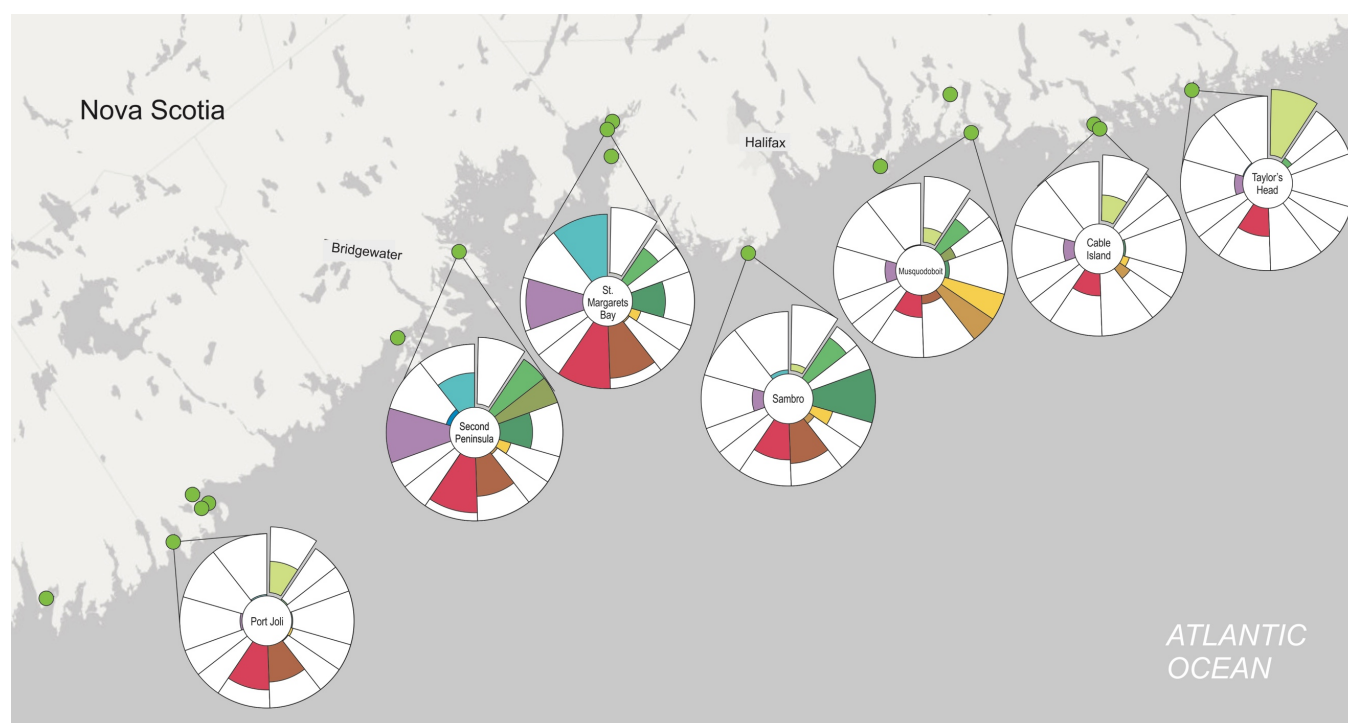 Nova Scotia
Halifax
Bridgewater
Taylor's
Head
Cable
Island
Musquodoboit
St.
Margarets
Bay
Sambro
Second
Peninsula
Port Joli
ATLANTIC
OCEAN